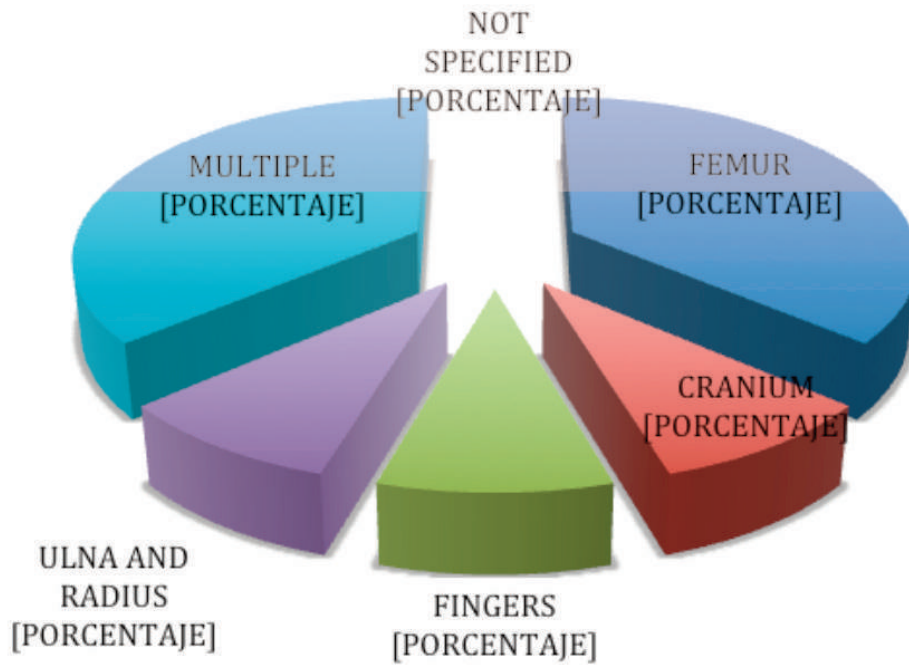 NOT
SPECIFIED
[PORCENTAJE]
MULTIPLE
[PORCENTAJE]
FEMUR
[PORCENTAJE]
CRANIUM
[PORCENTAJE]
ULNA AND
RADIUS
[PORCENTAJE]
FINGERS
[PORCENTAJE]